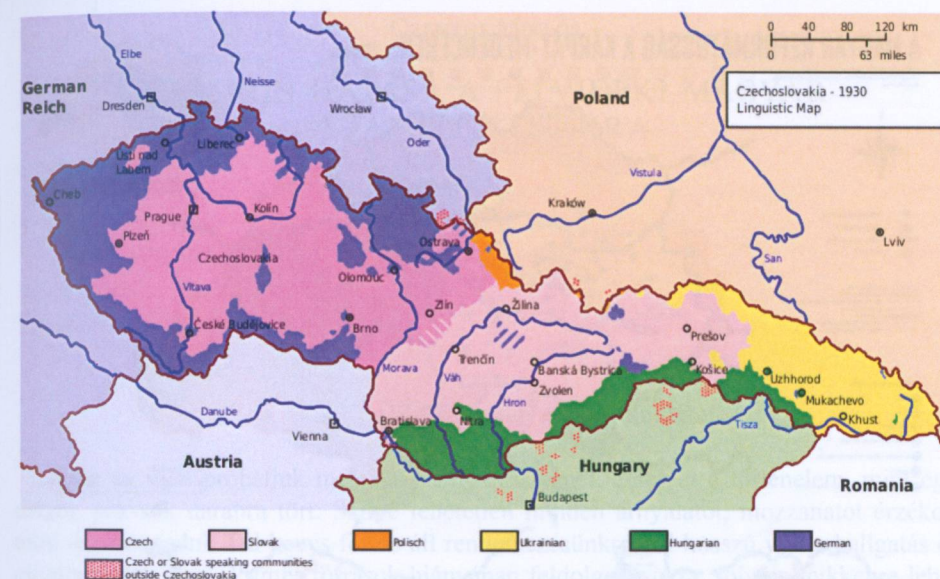 0 40 80 120 km
0 63 miles
Czechoslovakia - 1930
Linguistic Map
German
Reich
Elbe
Neisse
Dresden
Wrocław
Oder
Poland
Vistula
Kraków
Lviv
San
Liberec
Ústí nad
Labem
Cheb
Prague
Kolín
Plzeň
Czechoslovakia
Vltava
Ostrava
Olomouc
Zlín
Žilina
České Budějovice
Brno
Morava
Trenčín
Váh
Prešov
Banská Bystrica
Košice
Zvolen
Hron
Uzhhorod
Mukachevo
Khust
Nitra
Bratislava
Danube
Vienna
Tisza
Austria
Hungary
Romania
Budapest
Czech
Slovak
Polisch
Ukrainian
Hungarian
German
Czech or Slovak speaking communities
outside Czechoslovakia